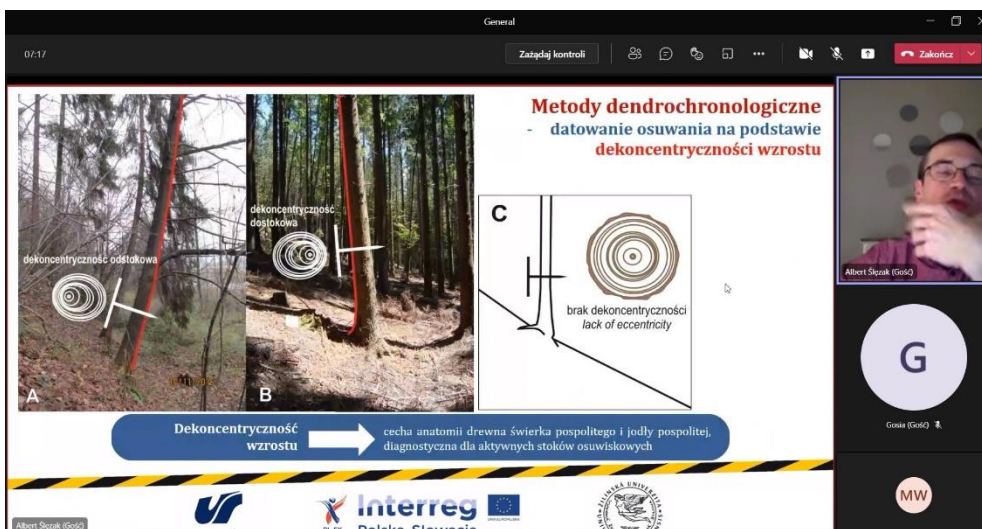 General
07:17
Zażądaj kontroli
Zakończ
Metody dendrochronologiczne
- datowanie osuwania na podstawie
dekoncentryczności wzrostu
dekoncentryczność odstokowa
A
dekoncentryczność
dostokowa
B
C
brak dekoncentryczności
lack of eccentricity
Dekoncentryczność
wzrostu
cecha anatomii drewna świerka pospolitego i jodły pospolitej,
diagnostyczna dla aktywnych stoków osuwiskowych
Interreg
Albert Ślęzak (Gość)
Albert Ślęzak (Gość)
G
Gosia (Gość)
MW